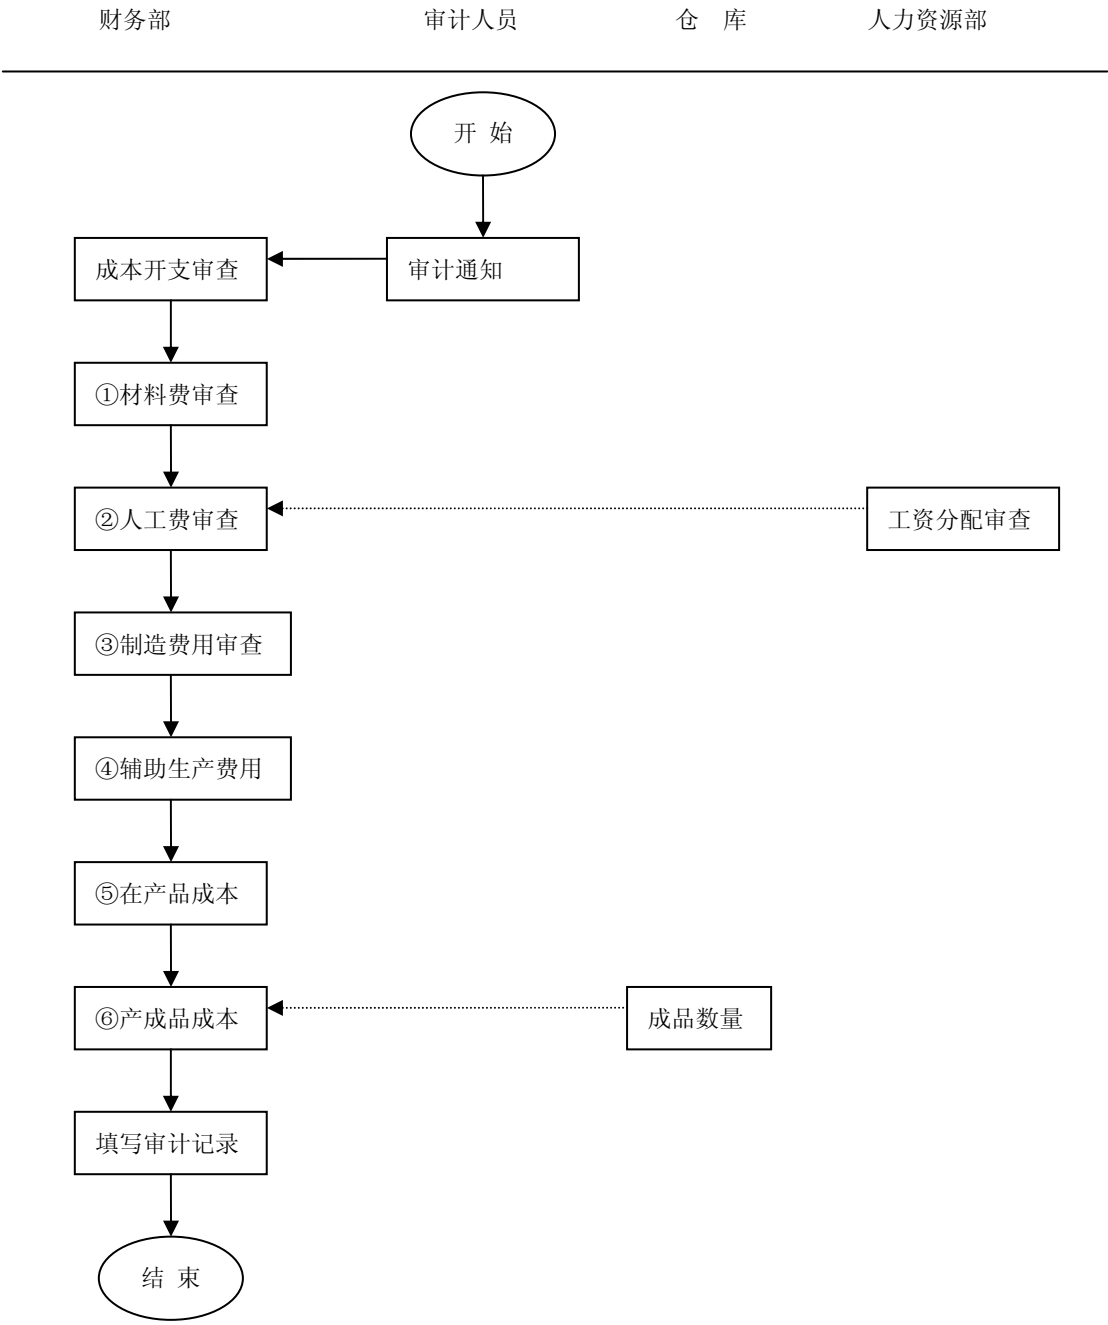 财务部 审计人员 仓 库 人力资源部
开 始
成本开支审查 审计通知
①材料费审查
②人工费审查 工资分配审查
③制造费用审查
④辅助生产费用
⑤在产品成本
⑥产成品成本 成品数量
填写审计记录
结 束